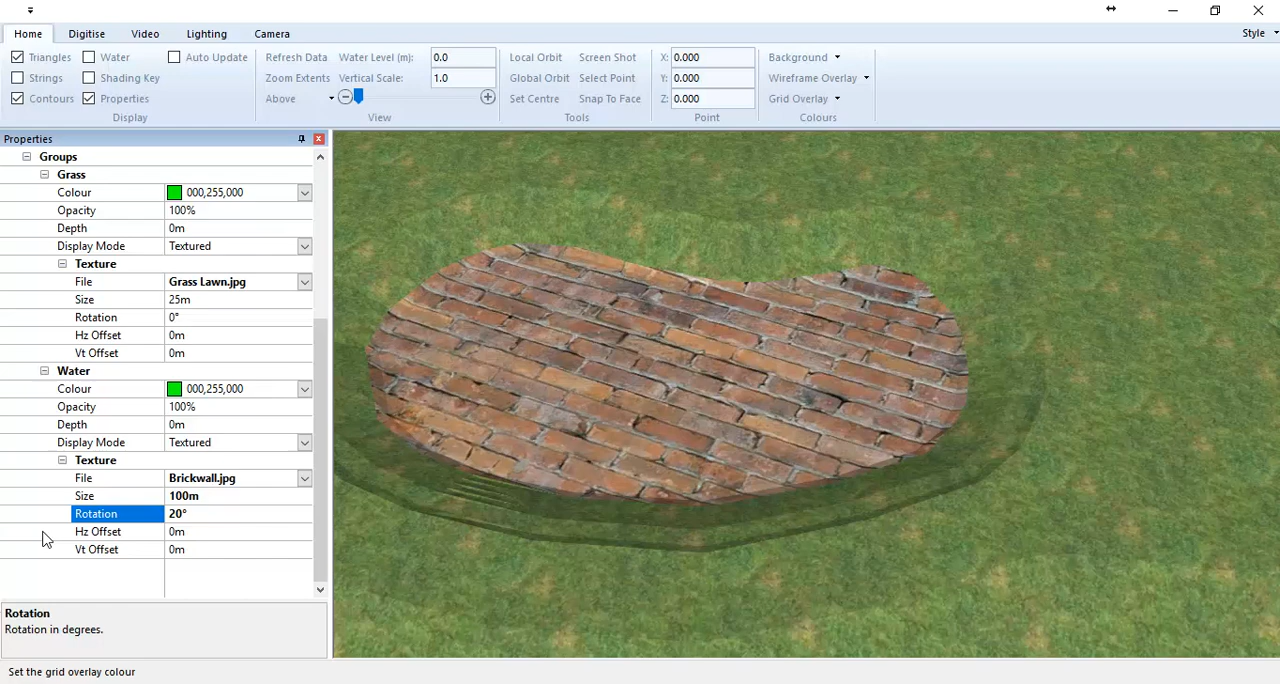 Home Digitise Video Lighting Camera Style
Triangles Water Auto Update Refresh Data Water Level (m): 0.0 Local Orbit Screen Shot X: 0.000 Background
Strings Shading Key Zoom Extents Vertical Scale: 1.0 Global Orbit Select Point Y: 0.000 Wireframe Overlay
Contours Properties Above Set Centre Snap To Face Z: 0.000 Grid Overlay
Display View Tools Point Colours
Properties
Groups
Grass
Colour 000,255,000
Opacity 100%
Depth 0m
Display Mode Textured
Texture
File Grass Lawn.jpg
Size 25m
Rotation 0°
Hz Offset 0m
Vt Offset 0m
Water
Colour 000,255,000
Opacity 100%
Depth 0m
Display Mode Textured
Texture
File Brickwall.jpg
Size 100m
Rotation 20°
Hz Offset 0m
Vt Offset 0m
Rotation
Rotation in degrees.
Set the grid overlay colour